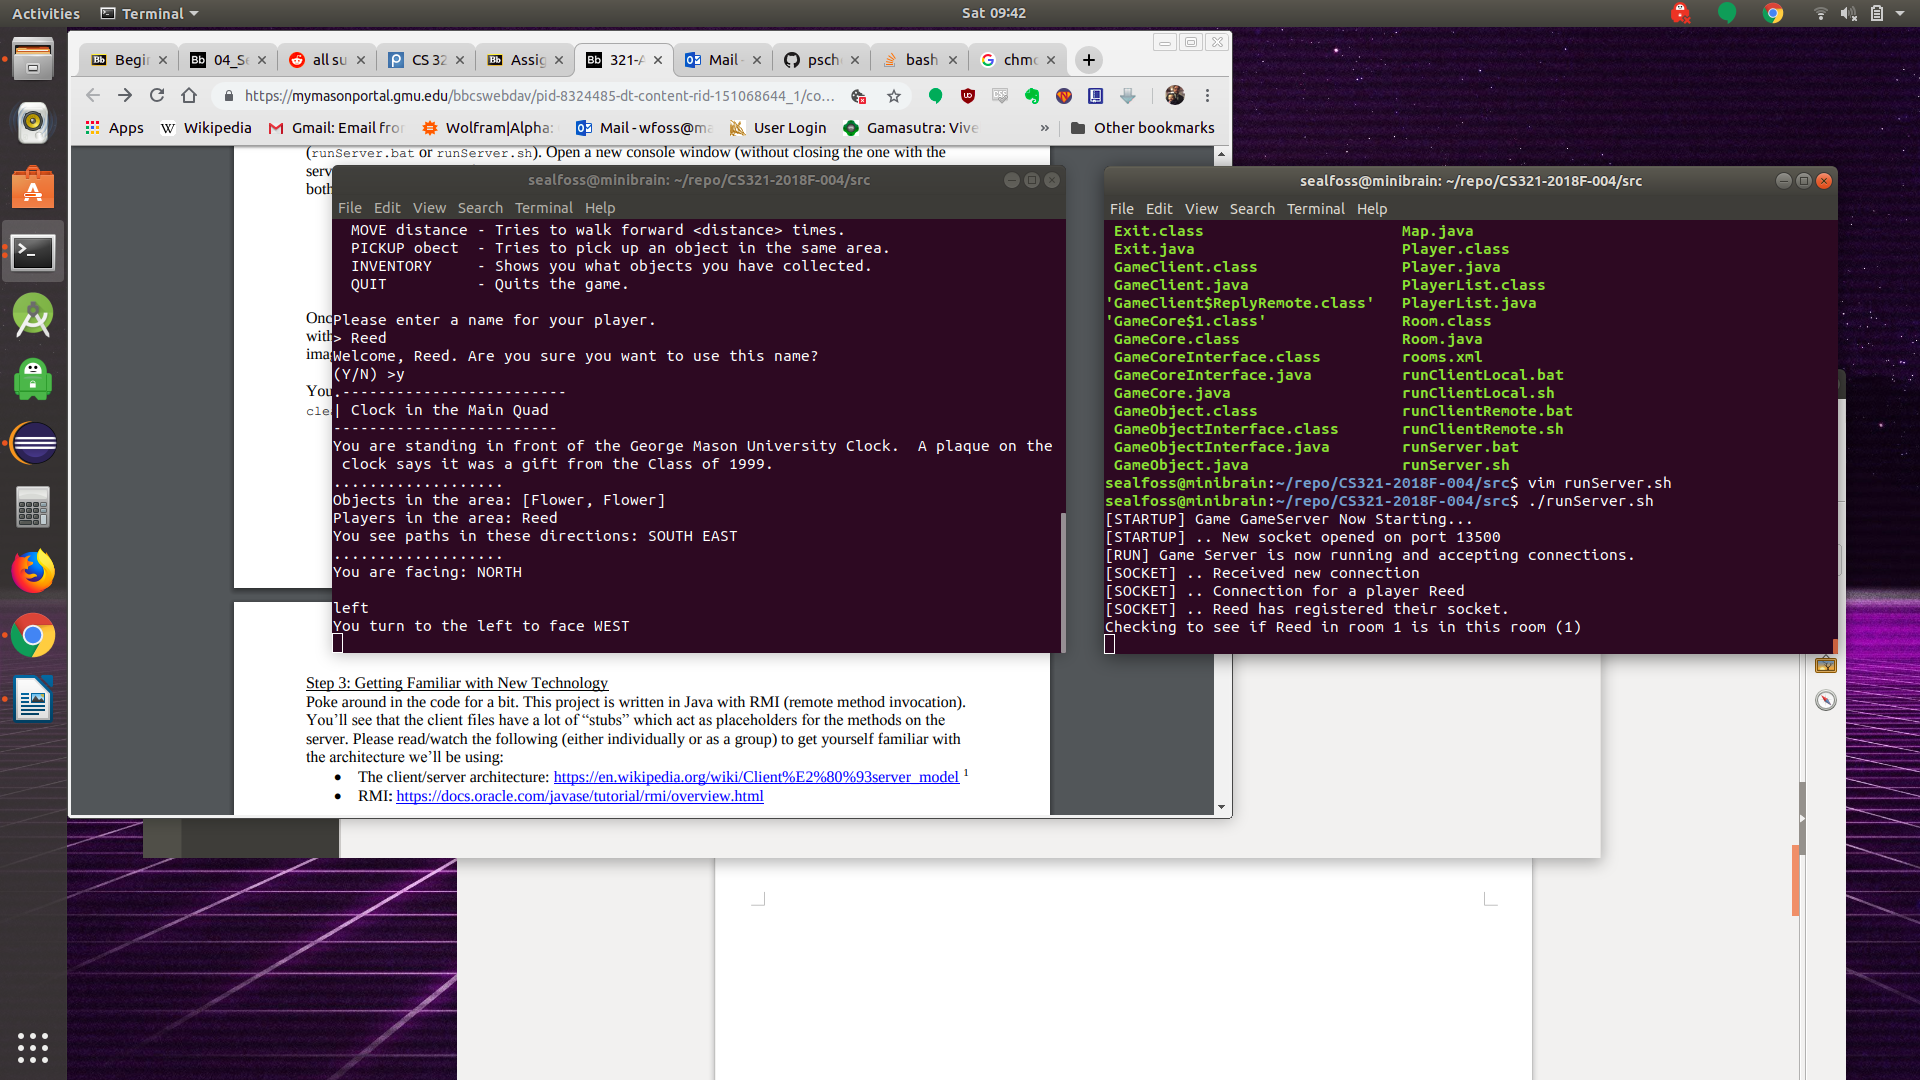 Activities
Terminal
Sat 09:42
Begin
04_Se
all su
CS 32
Assig
321-A
Mail -
psch
bash
chmo
https://mymasonportal.gmu.edu/bbcswebdav/pid-8324485-dt-content-rid-151068644_1/co...
Apps
Wikipedia
Gmail: Email fro
Wolfram|Alpha:
Mail - wfoss@ma
User Login
Gamasutra: Vive
»
Other bookmarks
(runServer.bat or runServer.sh). Open a new console window (without closing the one with the
serv
both
Onc
with
imag
You
clea
sealfoss@minibrain: ~/repo/CS321-2018F-004/src
File Edit View Search Terminal Help
MOVE distance - Tries to walk forward <distance> times.
PICKUP obect  - Tries to pick up an object in the same area.
INVENTORY     - Shows you what objects you have collected.
QUIT          - Quits the game.
Please enter a name for your player.
> Reed
Welcome, Reed. Are you sure you want to use this name?
(Y/N) >y
.-------------------------
| Clock in the Main Quad
-------------------------
You are standing in front of the George Mason University Clock.  A plaque on the
 clock says it was a gift from the Class of 1999.
...................
Objects in the area: [Flower, Flower]
Players in the area: Reed
You see paths in these directions: SOUTH EAST
...................
You are facing: NORTH
left
You turn to the left to face WEST
sealfoss@minibrain: ~/repo/CS321-2018F-004/src
File Edit View Search Terminal Help
Exit.class Map.java
Exit.java Player.class
GameClient.class Player.java
GameClient.java PlayerList.class
'GameClient$ReplyRemote.class' PlayerList.java
'GameCore$1.class' Room.class
GameCore.class Room.java
GameCoreInterface.class rooms.xml
GameCoreInterface.java runClientLocal.bat
GameCore.java runClientLocal.sh
GameObject.class runClientRemote.bat
GameObjectInterface.class runClientRemote.sh
GameObjectInterface.java runServer.bat
GameObject.java runServer.sh
sealfoss@minibrain:~/repo/CS321-2018F-004/src$ vim runServer.sh
sealfoss@minibrain:~/repo/CS321-2018F-004/src$ ./runServer.sh
[STARTUP] Game GameServer Now Starting...
[STARTUP] .. New socket opened on port 13500
[RUN] Game Server is now running and accepting connections.
[SOCKET] .. Received new connection
[SOCKET] .. Connection for a player Reed
[SOCKET] .. Reed has registered their socket.
Checking to see if Reed in room 1 is in this room (1)
Step 3: Getting Familiar with New Technology
Poke around in the code for a bit. This project is written in Java with RMI (remote method invocation).
You'll see that the client files have a lot of “stubs” which act as placeholders for the methods on the
server. Please read/watch the following (either individually or as a group) to get yourself familiar with
the architecture we'll be using:
• The client/server architecture: https://en.wikipedia.org/wiki/Client%E2%80%93server_model 1
• RMI: https://docs.oracle.com/javase/tutorial/rmi/overview.html